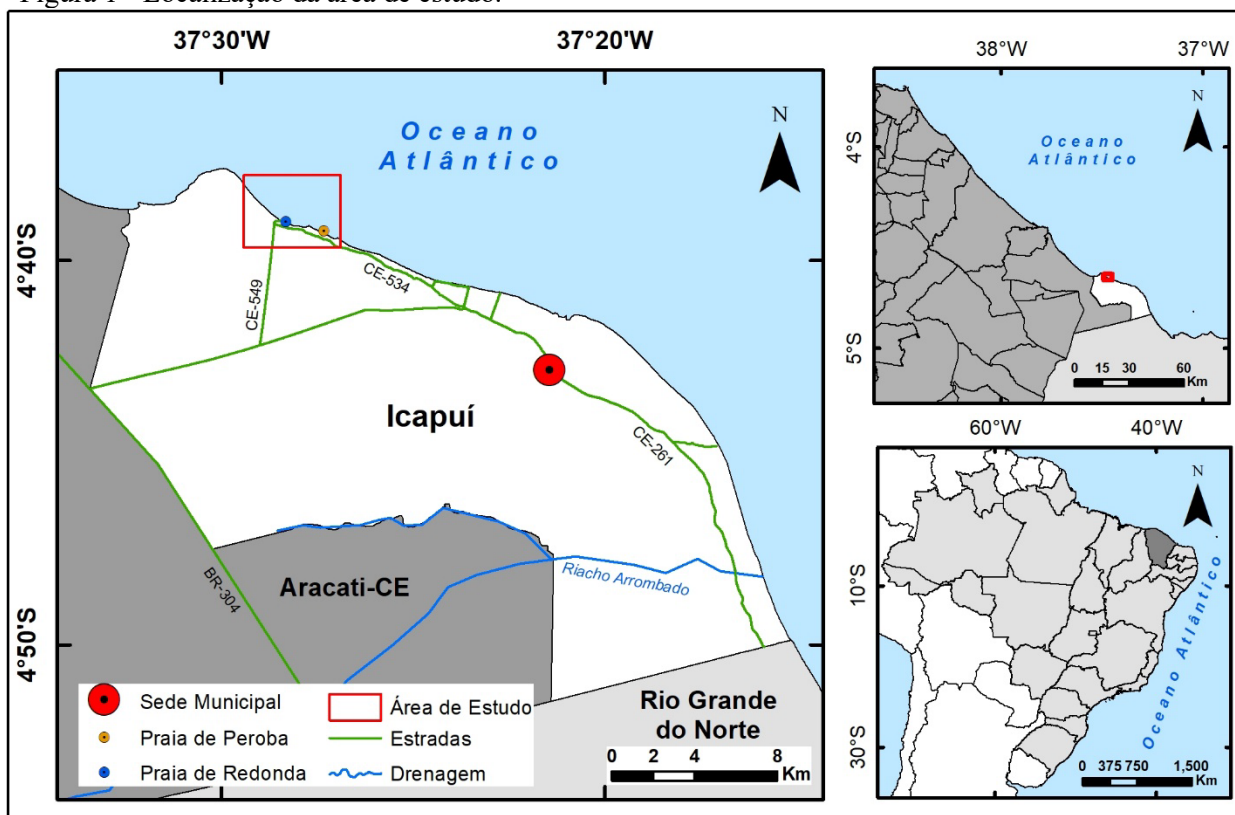 Figura 1 - Localização da área de estudo.
37°30'W
37°20'W
4°40'S
4°50'S
Oceano
Atlântico
N
CE-549
CE-534
Icapuí
CE-261
BR-304
Aracati-CE
Riacho Arrombado
Rio Grande
do Norte
0 2 4 8
Km
Sede Municipal
Praia de Peroba
Praia de Redonda
Área de Estudo
Estradas
Drenagem
38°W
37°W
4°S
5°S
N
Oceano
Atlântico
0 15 30 60
Km
60°W
40°W
10°S
30°S
N
Oceano Atlântico
0 375 750 1,500
Km